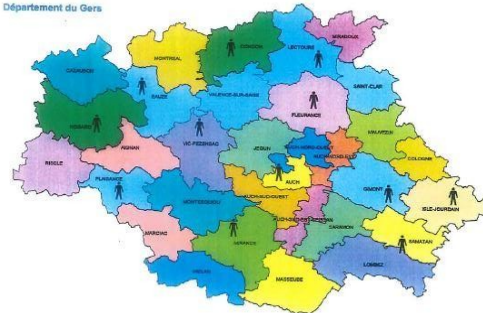 Département du Gers
MIRADOUX
CONDOM
LECTOURE
MONTREAL
CAZAUBON
EAUZE
VALENCE-SUR-BAISE
SAINT-CLAR
FLEURANCE
NOGARO
MAUVEZIN
AIGNAN
VIC-FEZENSAC
JEGUN
COLOGNE
RISCLE
AUCH
GIMONT
PLAISANCE
ISLE-JOURDAIN
MONTESQUIOU
SARAMON
SAMATAN
MARCIAC
MIRANDE
LOMBEZ
MIELAN
MASSEUBE